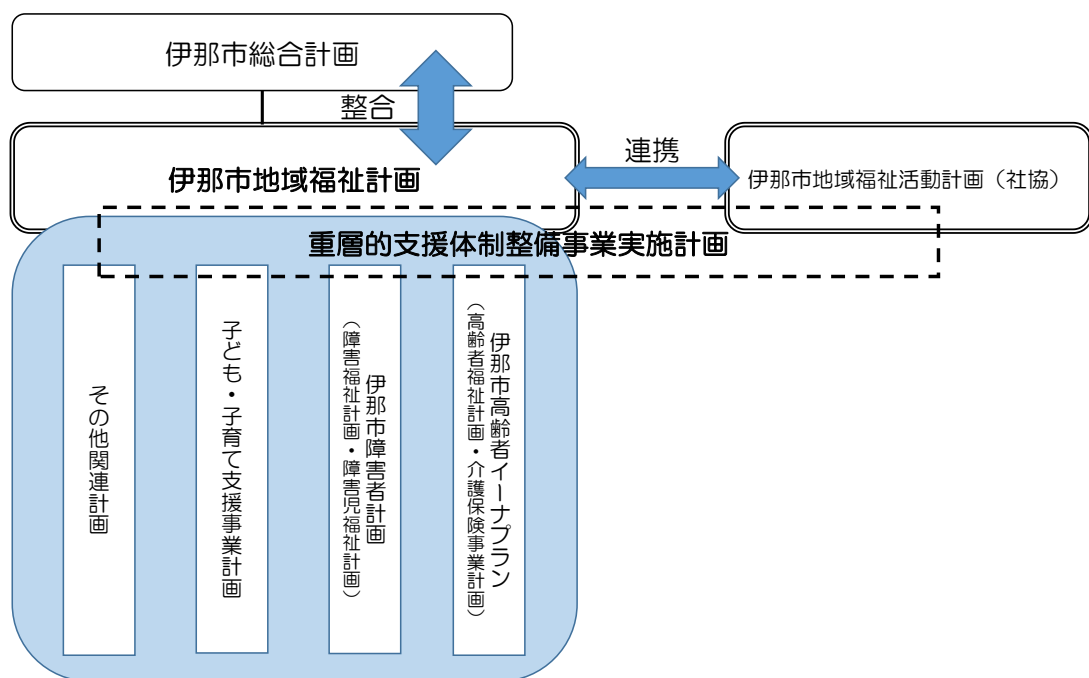 伊那市総合計画
整合
伊那市地域福祉計画
連携
伊那市地域福祉活動計画（社協）
重層的支援体制整備事業実施計画
伊那市高齢者イーナプラン
（高齢者福祉計画・介護保険事業計画）
伊那市障害者計画
（障害福祉計画・障害児福祉計画）
子ども・子育て支援事業計画
その他関連計画